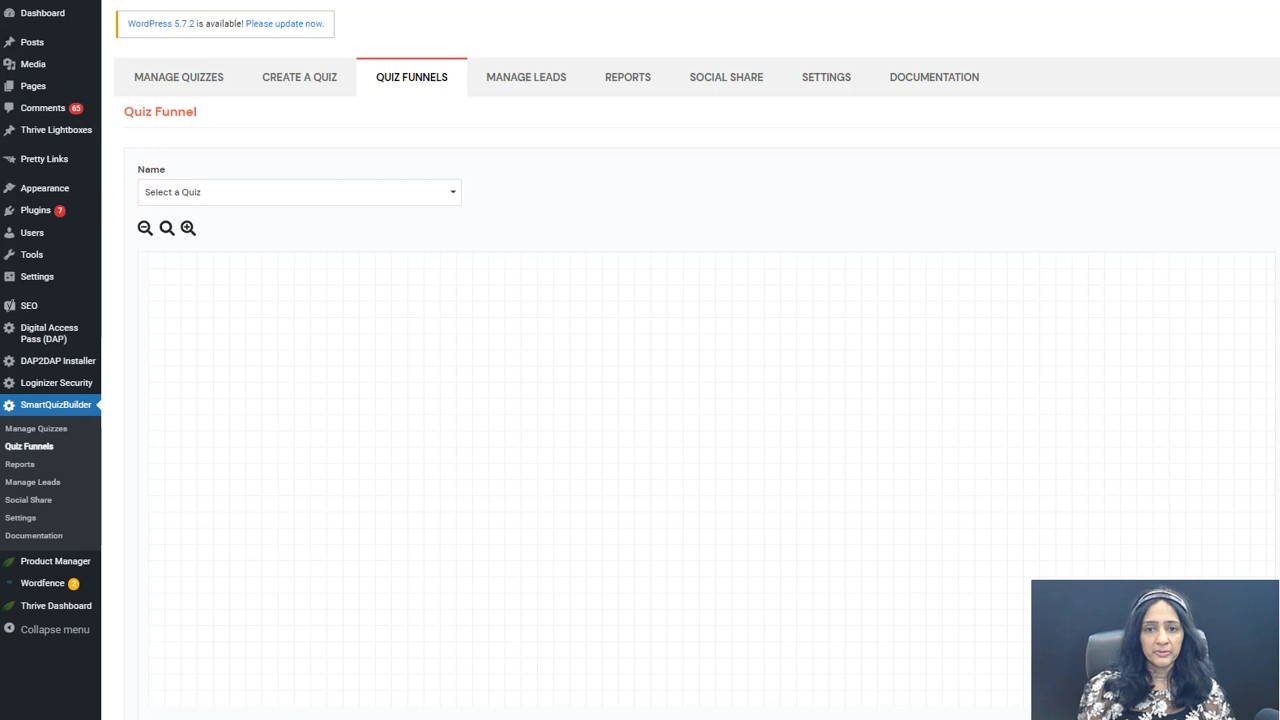 Dashboard
Posts
Media
Pages
Comments 65
Thrive Lightboxes
Pretty Links
Appearance
Plugins 7
Users
Tools
Settings
SEO
Digital Access
Pass (DAP)
DAP2DAP Installer
Loginizer Security
SmartQuizBuilder
Manage Quizzes
Quiz Funnels
Reports
Manage Leads
Social Share
Settings
Documentation
Product Manager
Wordfence 2
Thrive Dashboard
Collapse menu
WordPress 5.7.2 is available! Please update now.
MANAGE QUIZZES CREATE A QUIZ QUIZ FUNNELS MANAGE LEADS REPORTS SOCIAL SHARE SETTINGS DOCUMENTATION
Quiz Funnel
Name
Select a Quiz